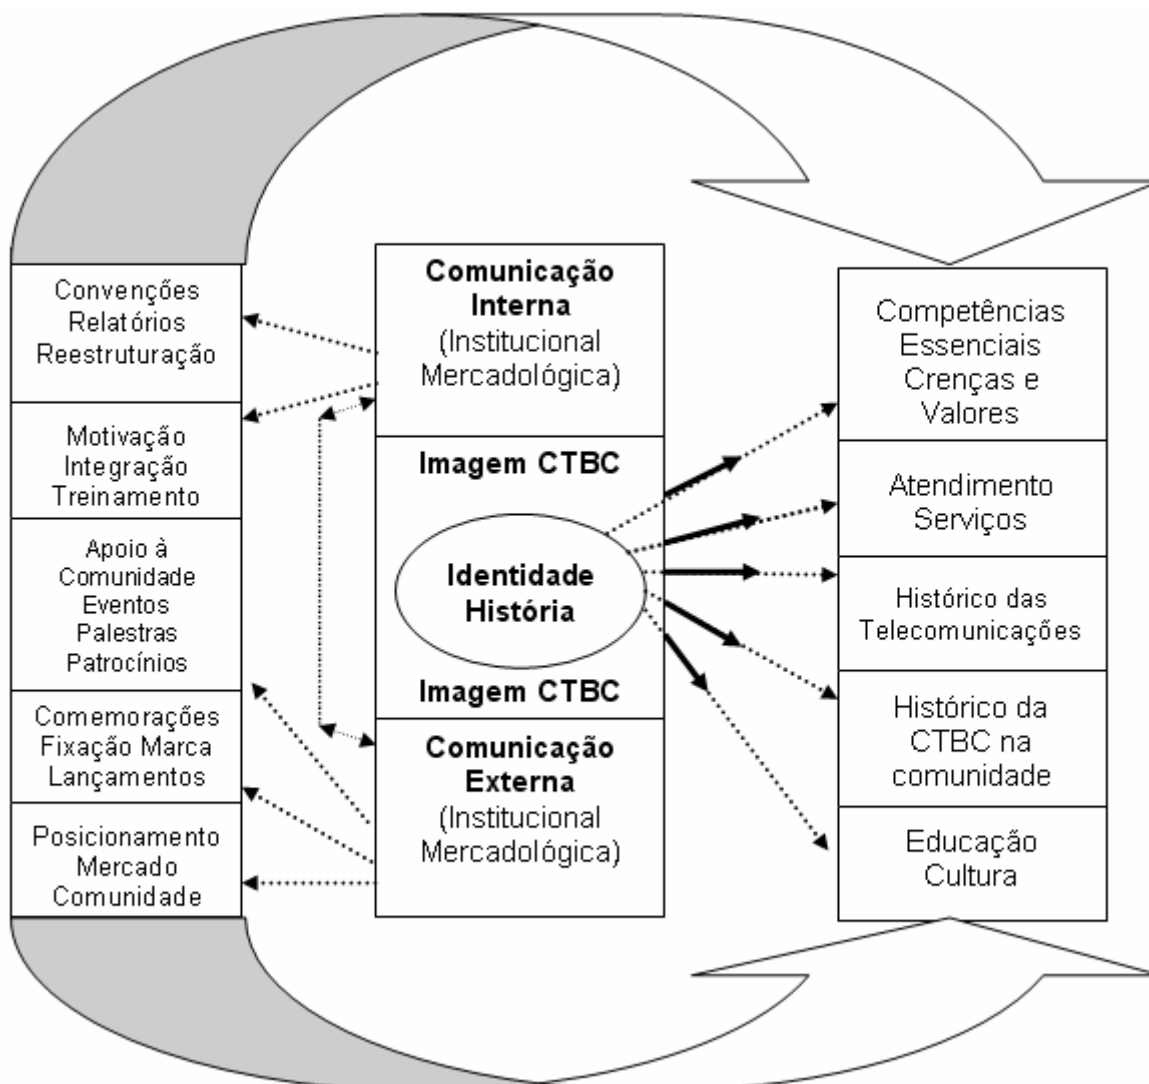 Convenções
Relatórios
Reestruturação
Motivação
Integração
Treinamento
Apoio à
Comunidade
Eventos
Palestras
Patrocínios
Comemorações
Fixação Marca
Lançamentos
Posicionamento
Mercado
Comunidade
Comunicação
Interna
(Institucional
Mercadológica)
Imagem CTBC
Identidade
História
Imagem CTBC
Comunicação
Externa
(Institucional
Mercadológica)
Competências
Essenciais
Crenças e
Valores
Atendimento
Serviços
Histórico das
Telecomunicações
Histórico da
CTBC na
comunidade
Educação
Cultura